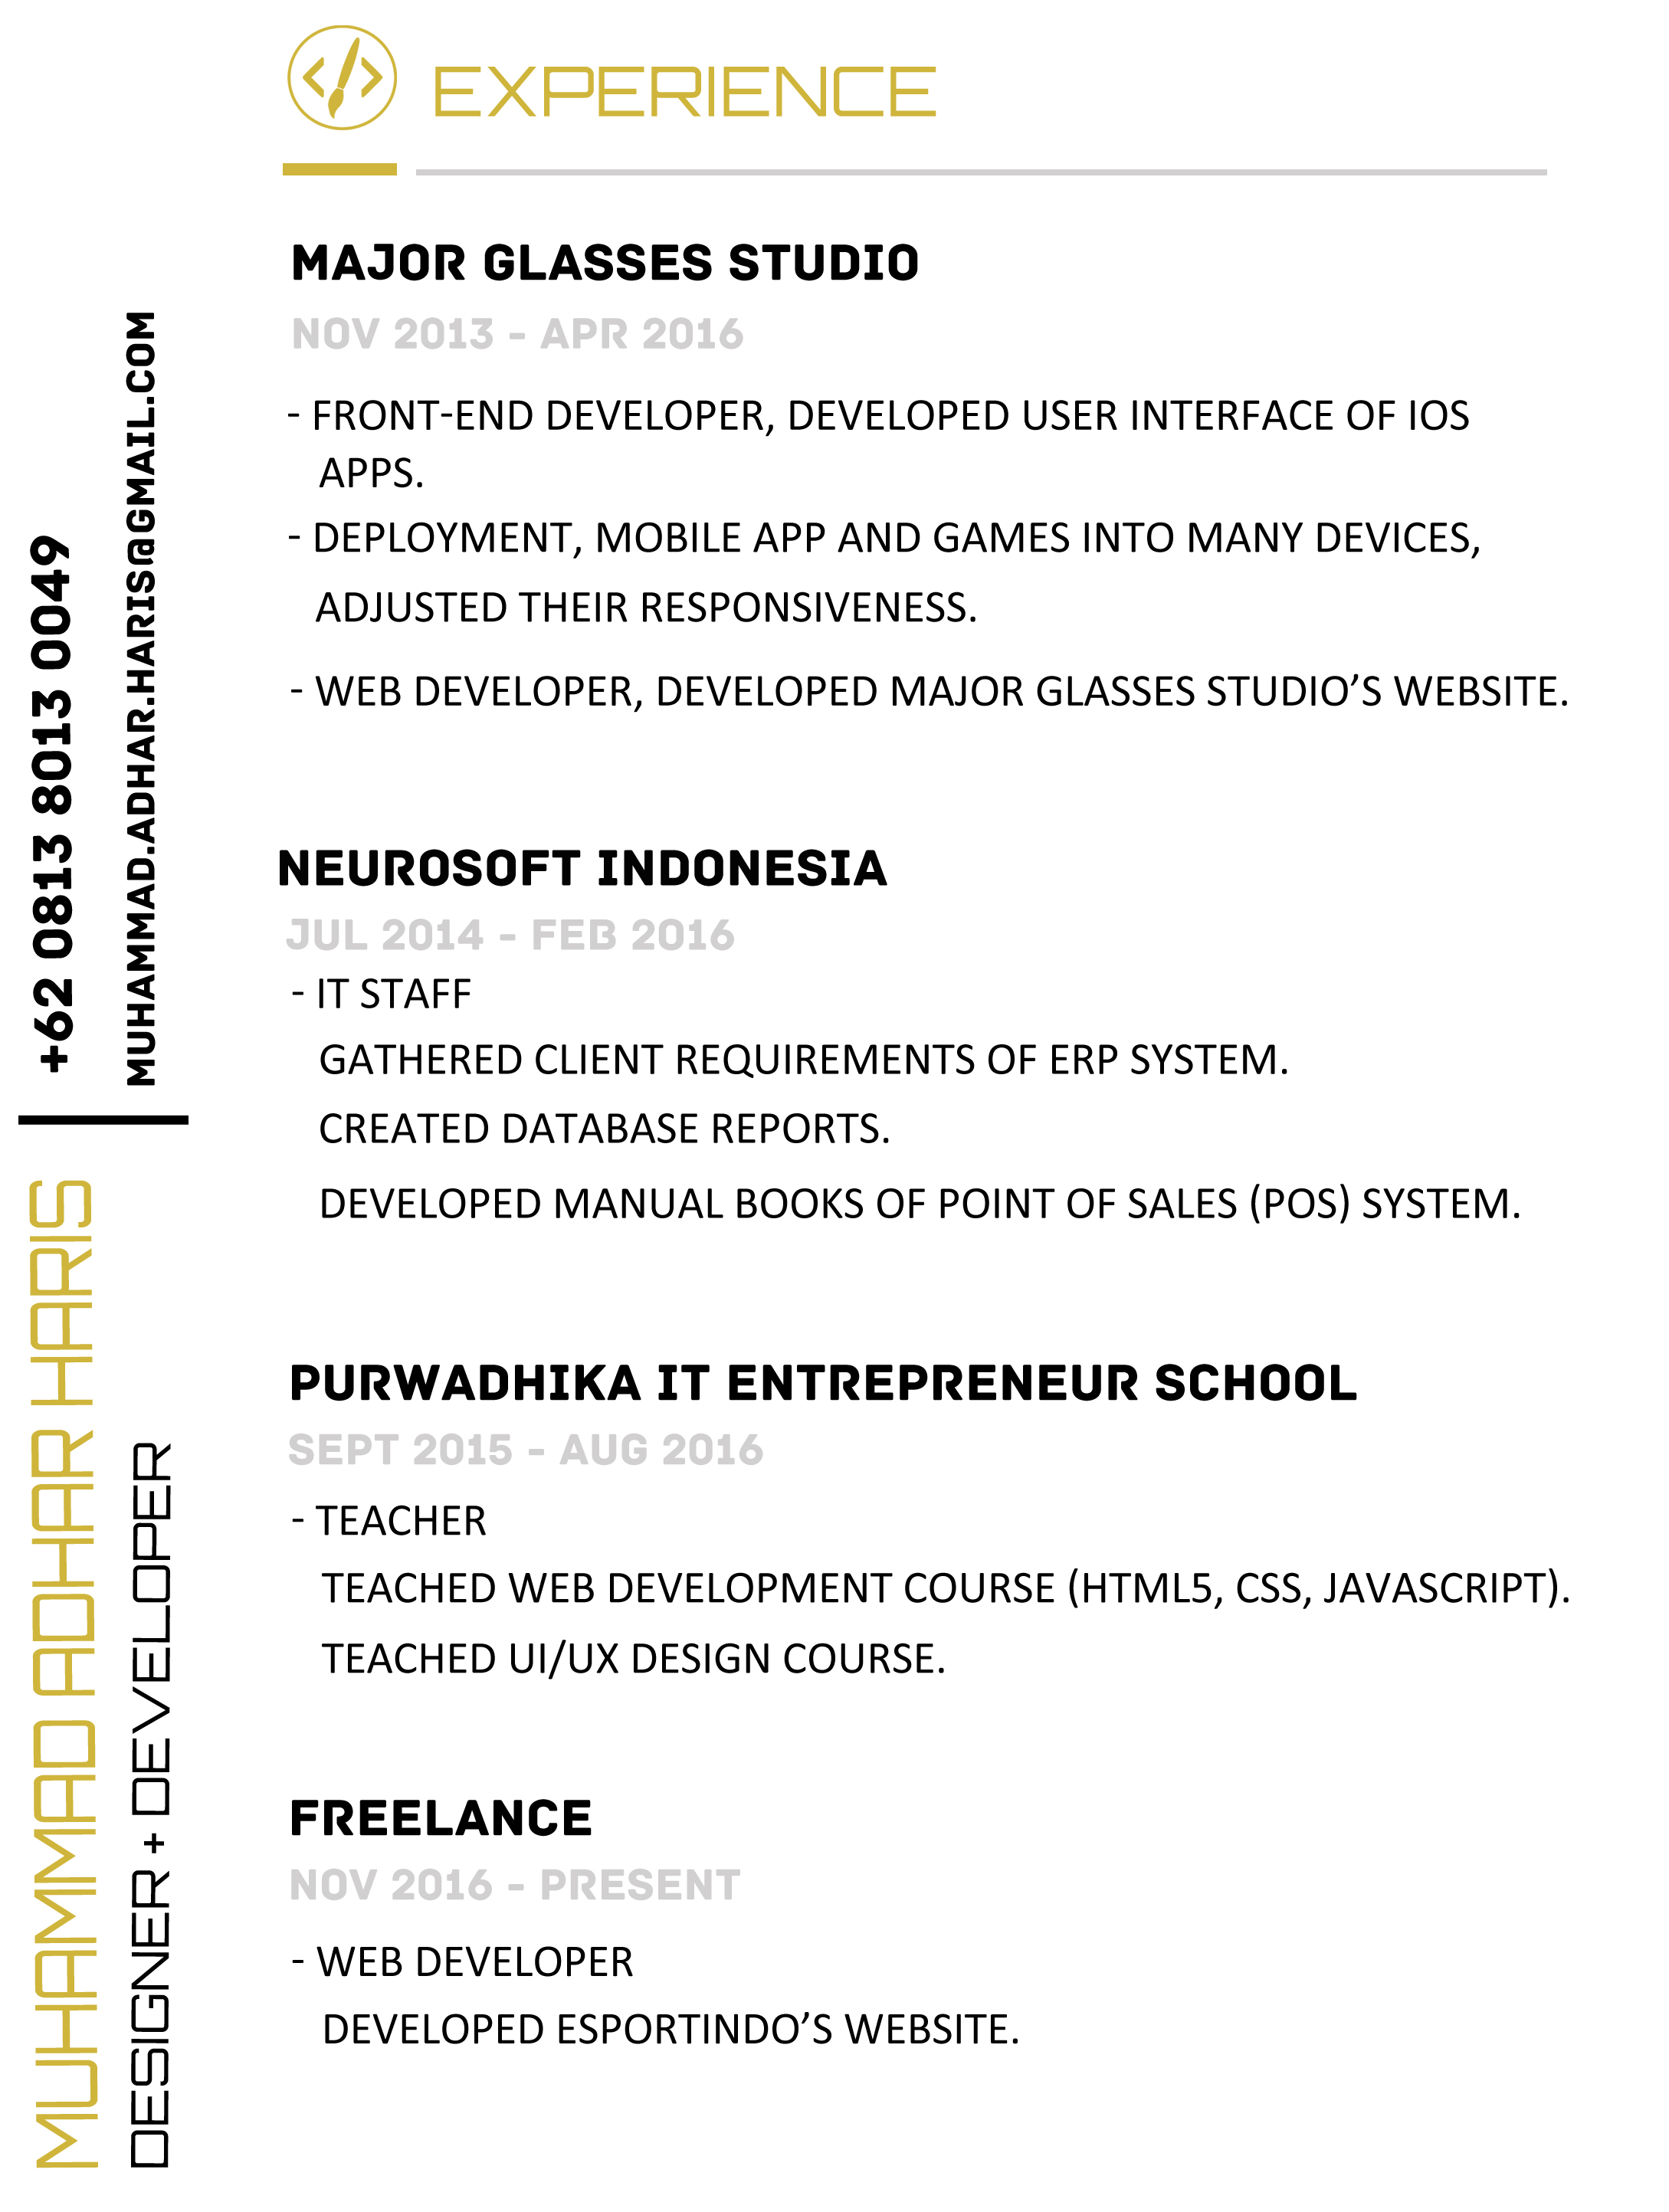 EXPERIENCE
MAJOR GLASSES STUDIO
NOV 2013 - APR 2016
- FRONT-END DEVELOPER, DEVELOPED USER INTERFACE OF IOS
APPS.
- DEPLOYMENT, MOBILE APP AND GAMES INTO MANY DEVICES,
ADJUSTED THEIR RESPONSIVENESS.
- WEB DEVELOPER, DEVELOPED MAJOR GLASSES STUDIO’S WEBSITE.
NEUROSOFT INDONESIA
JUL 2014 - FEB 2016
- IT STAFF
GATHERED CLIENT REQUIREMENTS OF ERP SYSTEM.
CREATED DATABASE REPORTS.
DEVELOPED MANUAL BOOKS OF POINT OF SALES (POS) SYSTEM.
PURWADHIKA IT ENTREPRENEUR SCHOOL
SEPT 2015 - AUG 2016
- TEACHER
TEACHED WEB DEVELOPMENT COURSE (HTML5, CSS, JAVASCRIPT).
TEACHED UI/UX DESIGN COURSE.
FREELANCE
NOV 2016 - PRESENT
- WEB DEVELOPER
DEVELOPED ESPORTINDO’S WEBSITE.
MUHAMMAD ADHAR HARIS
DESIGNER + DEVELOPER
+62 0813 8013 0049
MUHAMMAD.ADHAR.HARIS@GMAIL.COM